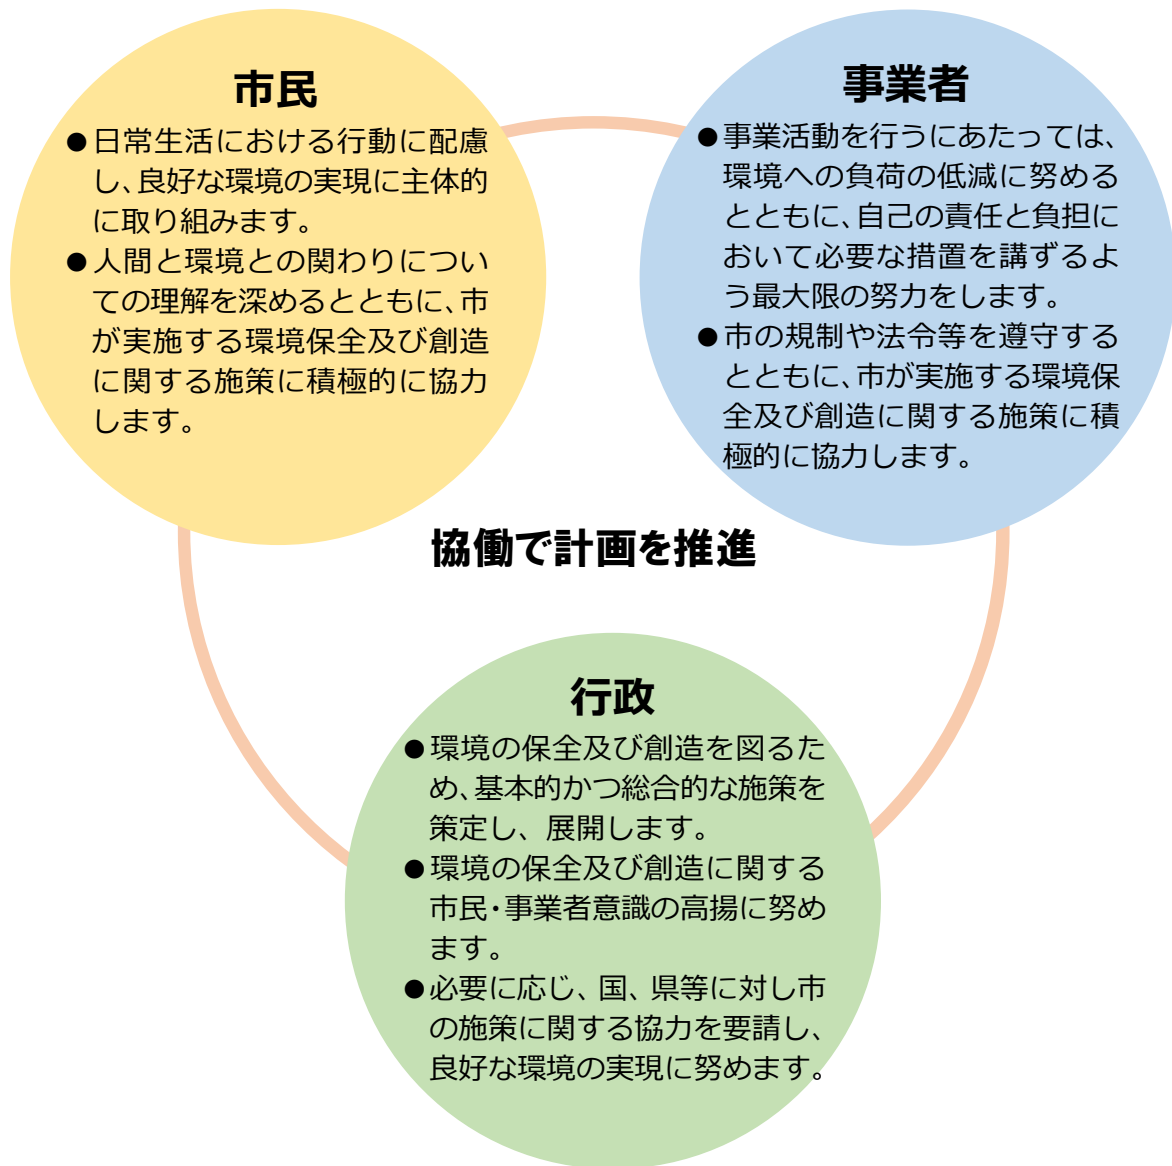 市民
●日常生活における行動に配慮
し、良好な環境の実現に主体的
に取り組みます。
●人間と環境との関わりについ
ての理解を深めるとともに、市
が実施する環境保全及び創造
に関する施策に積極的に協力
します。
事業者
●事業活動を行うにあたっては、
環境への負荷の低減に努める
とともに、自己の責任と負担に
おいて必要な措置を講ずるよ
う最大限の努力をします。
●市の規制や法令等を遵守する
とともに、市が実施する環境保
全及び創造に関する施策に積
極的に協力します。
協働で計画を推進
行政
●環境の保全及び創造を図るた
め、基本的かつ総合的な施策を
策定し、展開します。
●環境の保全及び創造に関する
市民・事業者意識の高揚に努め
ます。
●必要に応じ、国、県等に対し市
の施策に関する協力を要請し、
良好な環境の実現に努めます。